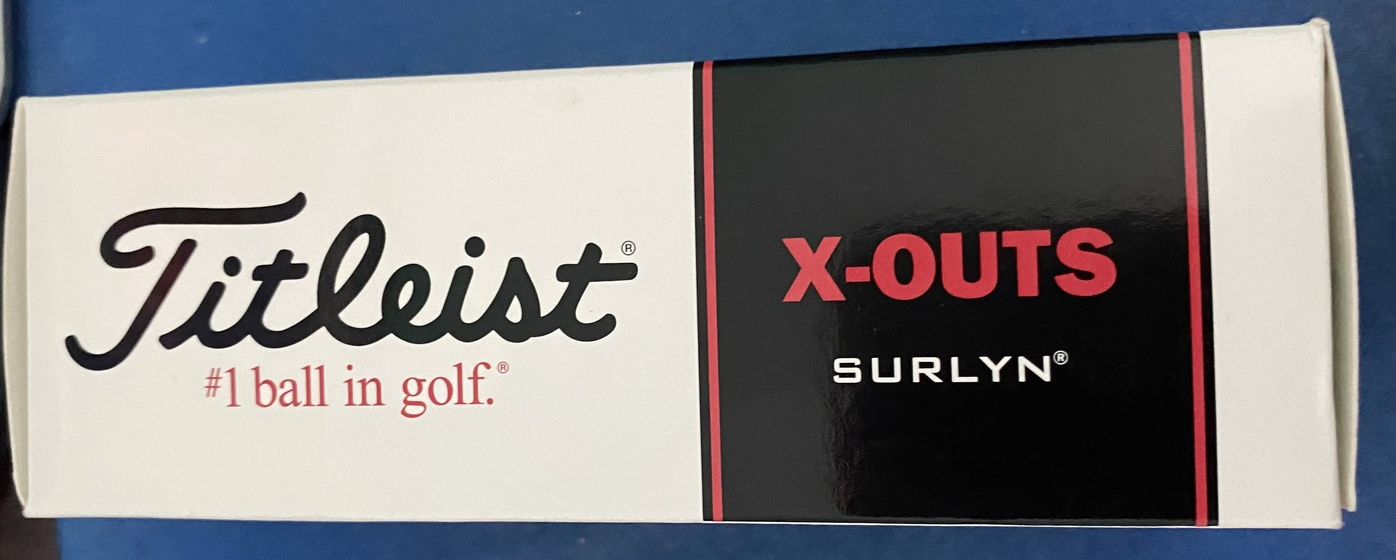 Titleist®
#1 ball in golf.®
X-OUTS
SURLYN®